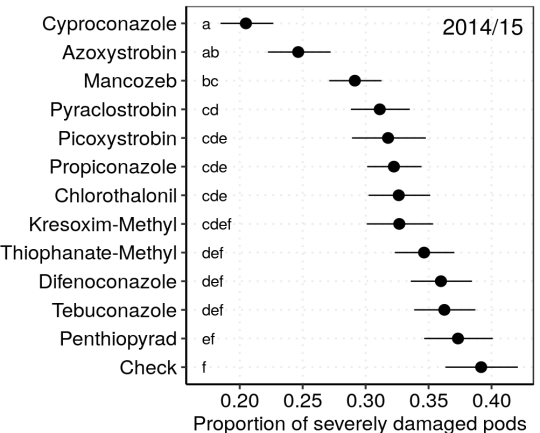 2014/15
Cyproconazole a
Azoxystrobin ab
Mancozeb bc
Pyraclostrobin cd
Picoxystrobin cde
Propiconazole cde
Chlorothalonil cde
Kresoxim-Methyl cdef
Thiophanate-Methyl def
Difenoconazole def
Tebuconazole def
Penthiopyrad ef
Check f
0.20 0.25 0.30 0.35 0.40
Proportion of severely damaged pods